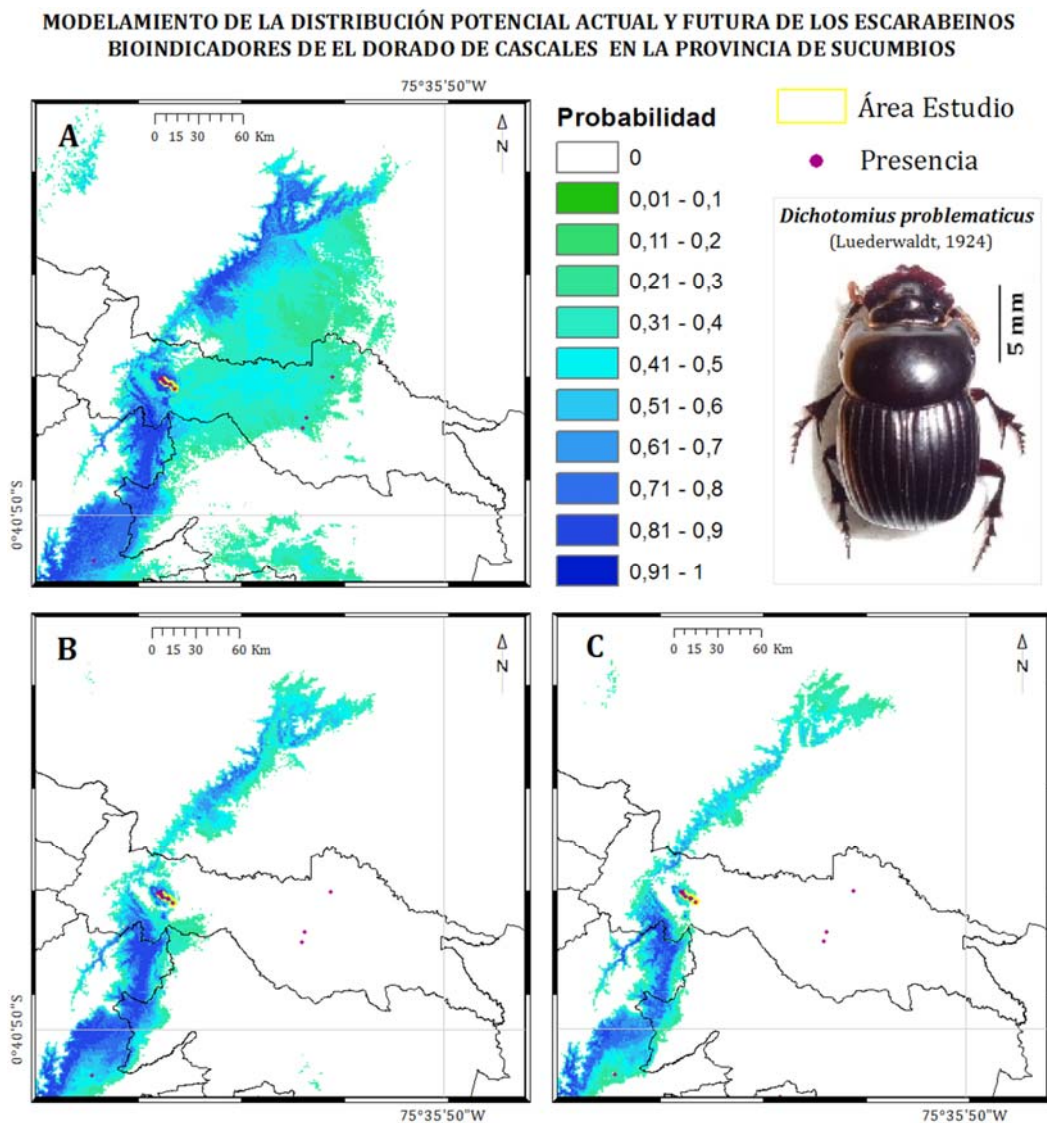 MODELAMIENTO DE LA DISTRIBUCIÓN POTENCIAL ACTUAL Y FUTURA DE LOS ESCARABEINOS
BIOINDICADORES DE EL DORADO DE CASCALES EN LA PROVINCIA DE SUCUMBIOS
75°35'50"W
A
0 15 30 60 Km
N
0°40'50"S
Probabilidad
0
0,01 - 0,1
0,11 - 0,2
0,21 - 0,3
0,31 - 0,4
0,41 - 0,5
0,51 - 0,6
0,61 - 0,7
0,71 - 0,8
0,81 - 0,9
0,91 - 1
Área Estudio
Presencia
Dichotomius problematicus
(Luederwaldt, 1924)
5 mm
B
0 15 30 60 Km
N
0°40'50"S
75°35'50"W
C
0 15 30 60 Km
N
75°35'50"W